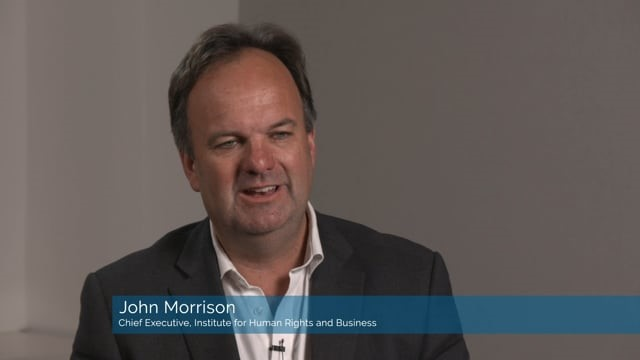 John Morrison
Chief Executive, Institute for Human Rights and Business